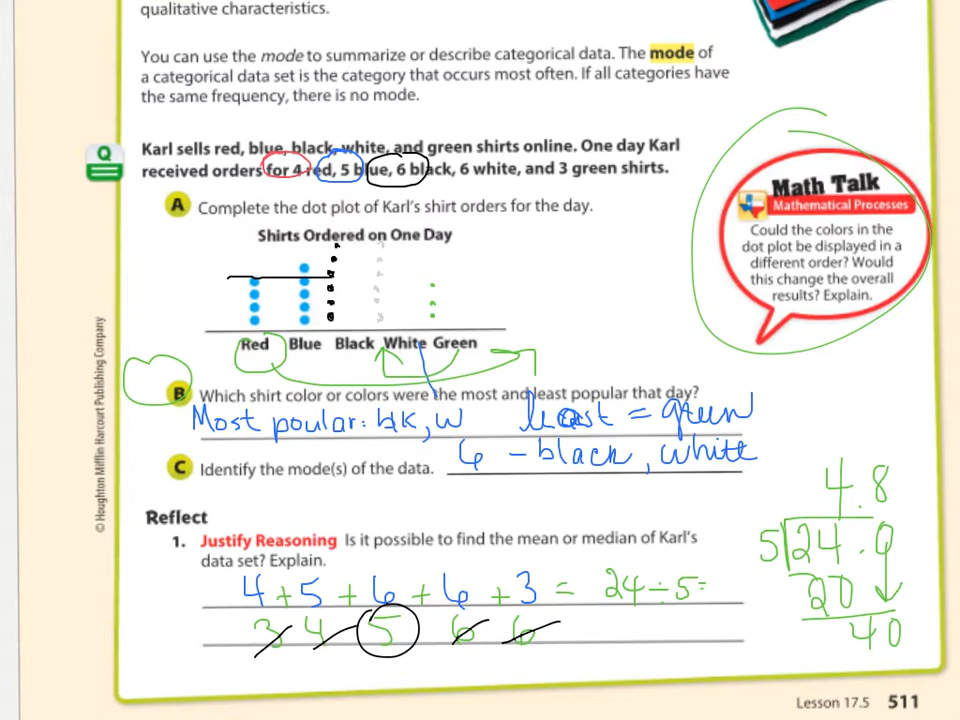 qualitative characteristics.
You can use the mode to summarize or describe categorical data. The mode of
a categorical data set is the category that occurs most often. If all categories have
the same frequency, there is no mode.
Q
Karl sells red, blue, black, white, and green shirts online. One day Karl
received orders for 4 red, 5 blue, 6 black, 6 white, and 3 green shirts.
A Complete the dot plot of Karl's shirt orders for the day.
Shirts Ordered on One Day
Red Blue Black White Green
Math Talk
Mathematical Processes
Could the colors in the
dot plot be displayed in a
different order? Would
this change the overall
results? Explain.
B Which shirt color or colors were the most and least popular that day?
Most poular: blk, w least = green
C Identify the mode(s) of the data. 6 - black, white
Reflect
1. Justify Reasoning Is it possible to find the mean or median of Karl's
data set? Explain.
4 + 5 + 6 + 6 + 3 = 24 ÷ 5 =
3 4 5 6 6
4.8
5 24.0
20
40
© Houghton Mifflin Harcourt Publishing Company
Lesson 17.5 511